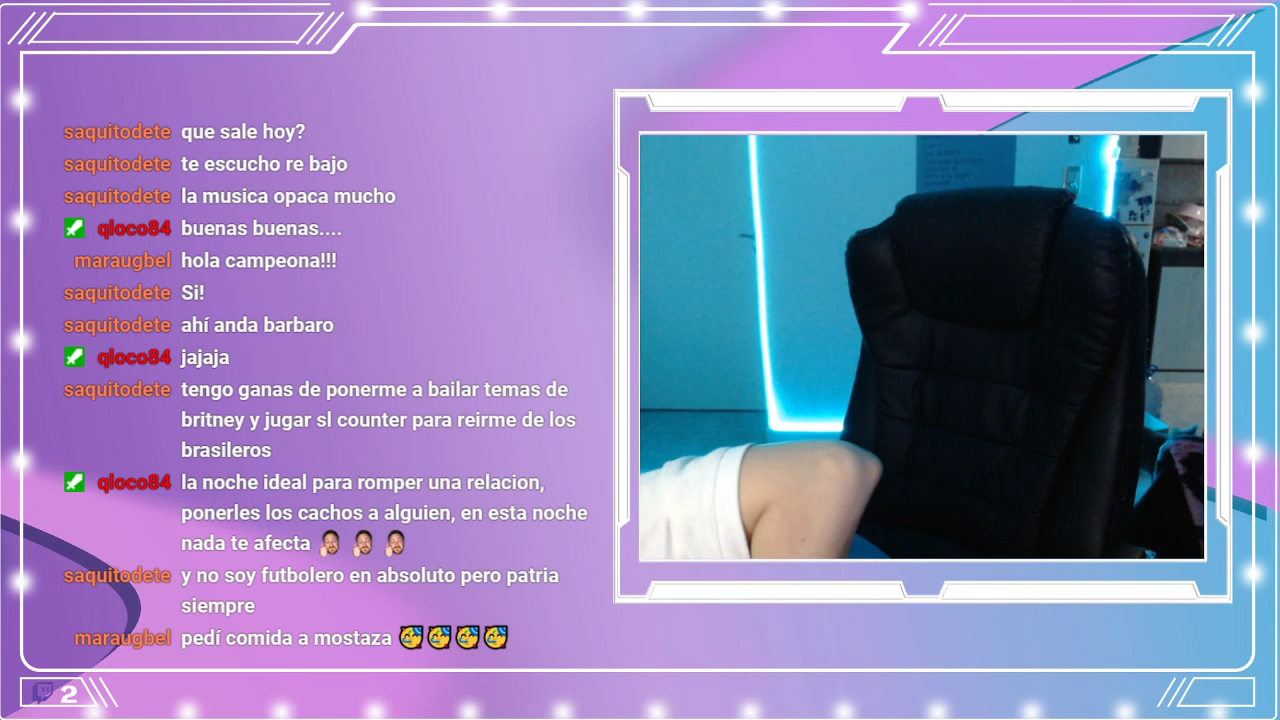 saquitodete que sale hoy?
saquitodete te escucho re bajo
saquitodete la musica opaca mucho
qloco84 buenas buenas....
maraugbel hola campeona!!!
saquitodete Si!
saquitodete ahí anda barbaro
qloco84 jajaja
saquitodete tengo ganas de ponerme a bailar temas de
britney y jugar sl counter para reirme de los
brasileros
qloco84 la noche ideal para romper una relacion,
ponerles los cachos a alguien, en esta noche
nada te afecta
saquitodete y no soy futbolero en absoluto pero patria
siempre
maraugbel pedí comida a mostaza
2